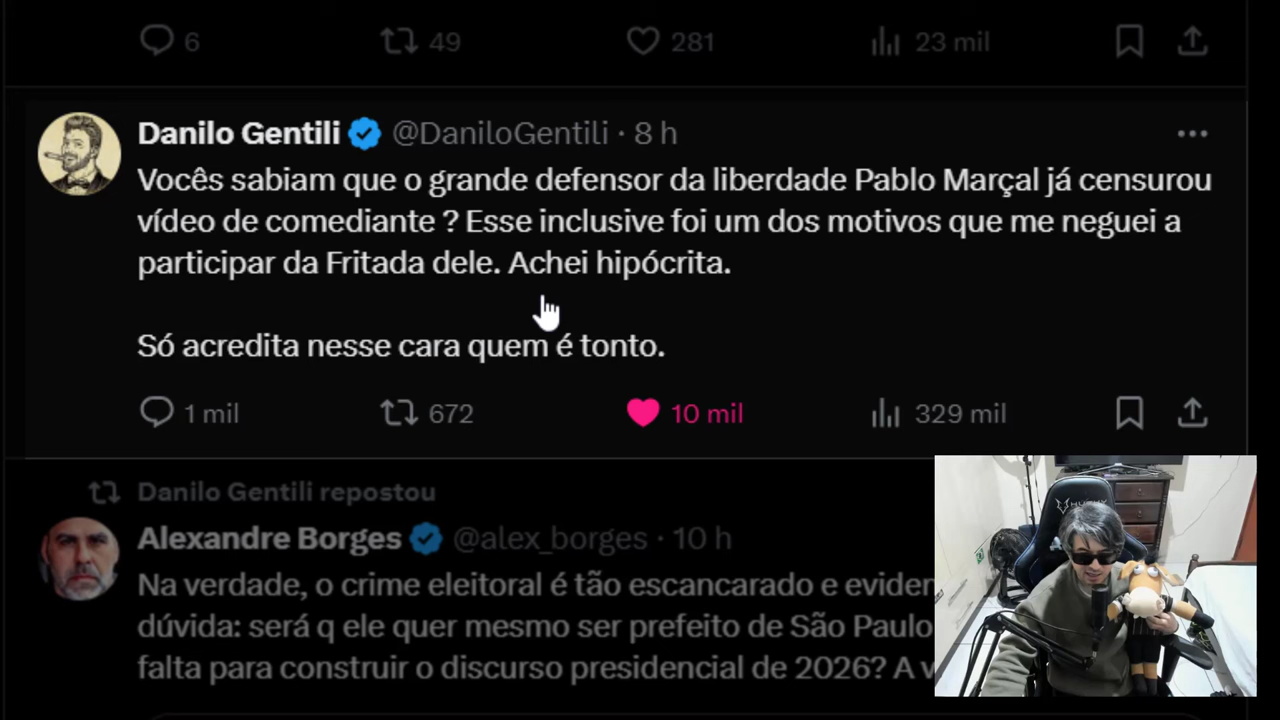 6 49 281 23 mil
Danilo Gentili @DaniloGentili · 8 h
Vocês sabiam que o grande defensor da liberdade Pablo Marçal já censurou
vídeo de comediante ? Esse inclusive foi um dos motivos que me neguei a
participar da Fritada dele. Achei hipócrita.
Só acredita nesse cara quem é tonto.
1 mil 672 10 mil 329 mil
Danilo Gentili repostou
Alexandre Borges @alex_borges · 10 h
Na verdade, o crime eleitoral é tão escancarado e
dúvida: será q ele quer mesmo ser prefeito de São Paulo
falta para construir o discurso presidencial de 2026? A